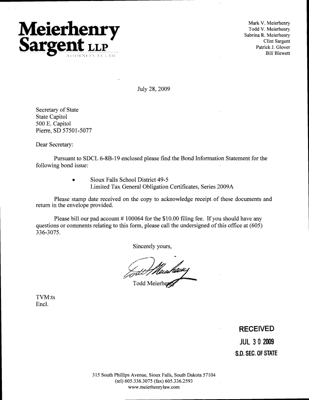 Meierhenry
Sargent LLP
ATTORNEYS AT LAW
Mark V. Meierhenry
Todd V. Meierhenry
Sabrina R. Meierhenry
Clint Sargent
Patrick J. Glover
Bill Blewett
July 28, 2009
Secretary of State
State Capitol
500 E. Capitol
Pierre, SD 57501-5077
Dear Secretary:
Pursuant to SDCL 6-8B-19 enclosed please find the Bond Information Statement for the
following bond issue:
• Sioux Falls School District 49-5
Limited Tax General Obligation Certificates, Series 2009A
Please stamp date received on the copy to acknowledge receipt of these documents and
return in the envelope provided.
Please bill our pad account # 100064 for the $10.00 filing fee. If you should have any
questions or comments relating to this form, please call the undersigned of this office at (605)
336-3075.
Sincerely yours,
Todd Meierhenry
TVM:ts
Encl.
RECEIVED
JUL 30 2009
S.D. SEC. OF STATE
315 South Phillips Avenue, Sioux Falls, South Dakota 57104
(tel) 605.336.3075 (fax) 605.336.2593
www.meierhenrylaw.com